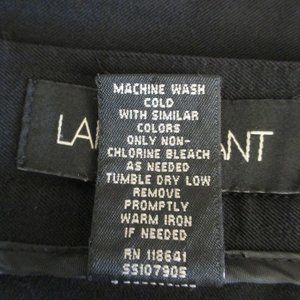 MACHINE WASH
COLD
WITH SIMILAR
COLORS
ONLY NON-
CHLORINE BLEACH
AS NEEDED
TUMBLE DRY LOW
REMOVE
PROMPTLY
WARM IRON
IF NEEDED
RN 118641
SS107905